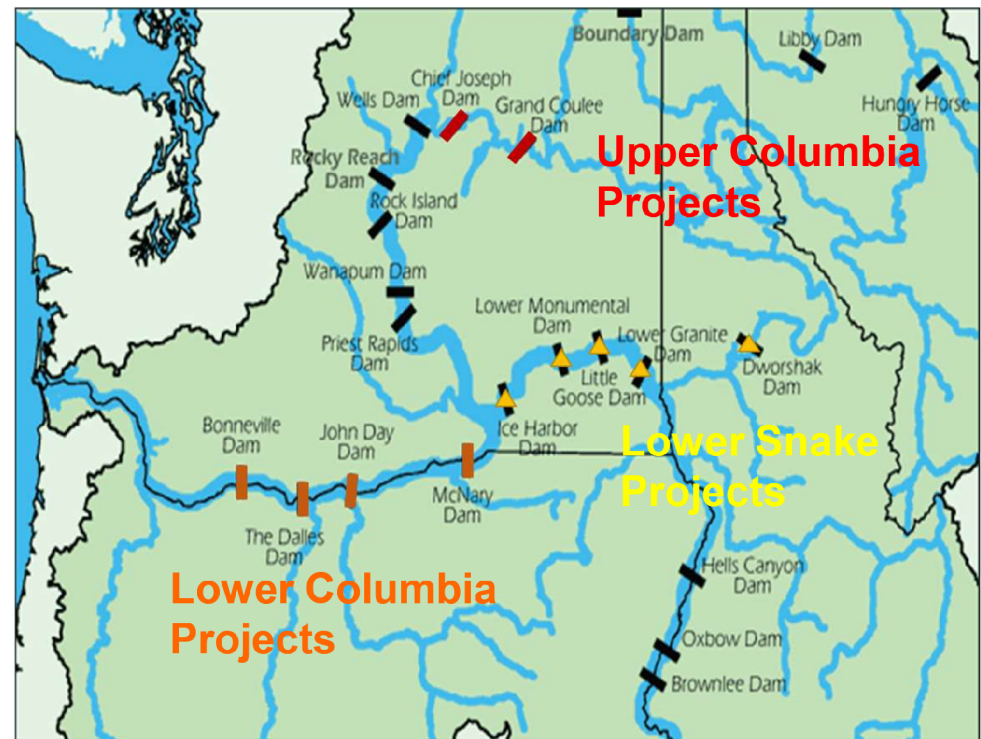 Boundary Dam
Libby Dam
Chief Joseph
Dam
Wells Dam
Grand Coulee
Dam
Hungry Horse
Dam
Upper Columbia
Projects
Rocky Reach
Dam
Rock Island
Dam
Wanapum Dam
Priest Rapids
Dam
Lower Monumental
Dam
Lower Granite
Dam
Little
Goose Dam
Dworshak
Dam
Ice Harbor
Dam
Lower Snake
Projects
Bonneville
Dam
John Day
Dam
McNary
Dam
The Dalles
Dam
Lower Columbia
Projects
Hells Canyon
Dam
Oxbow Dam
Brownlee Dam